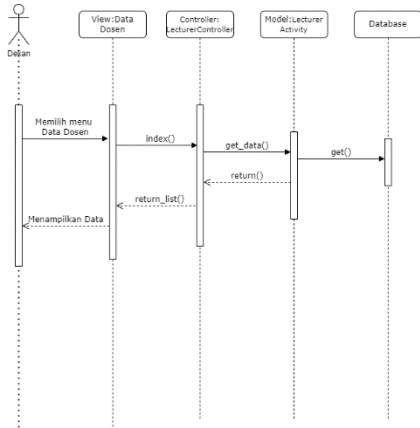 View:Data
Dosen
Controller:
LecturerController
Model:Lecturer
Activity
Database
Memilih menu
Data Dosen
index()
get_data()
get()
return()
return_list()
Menampilkan Data